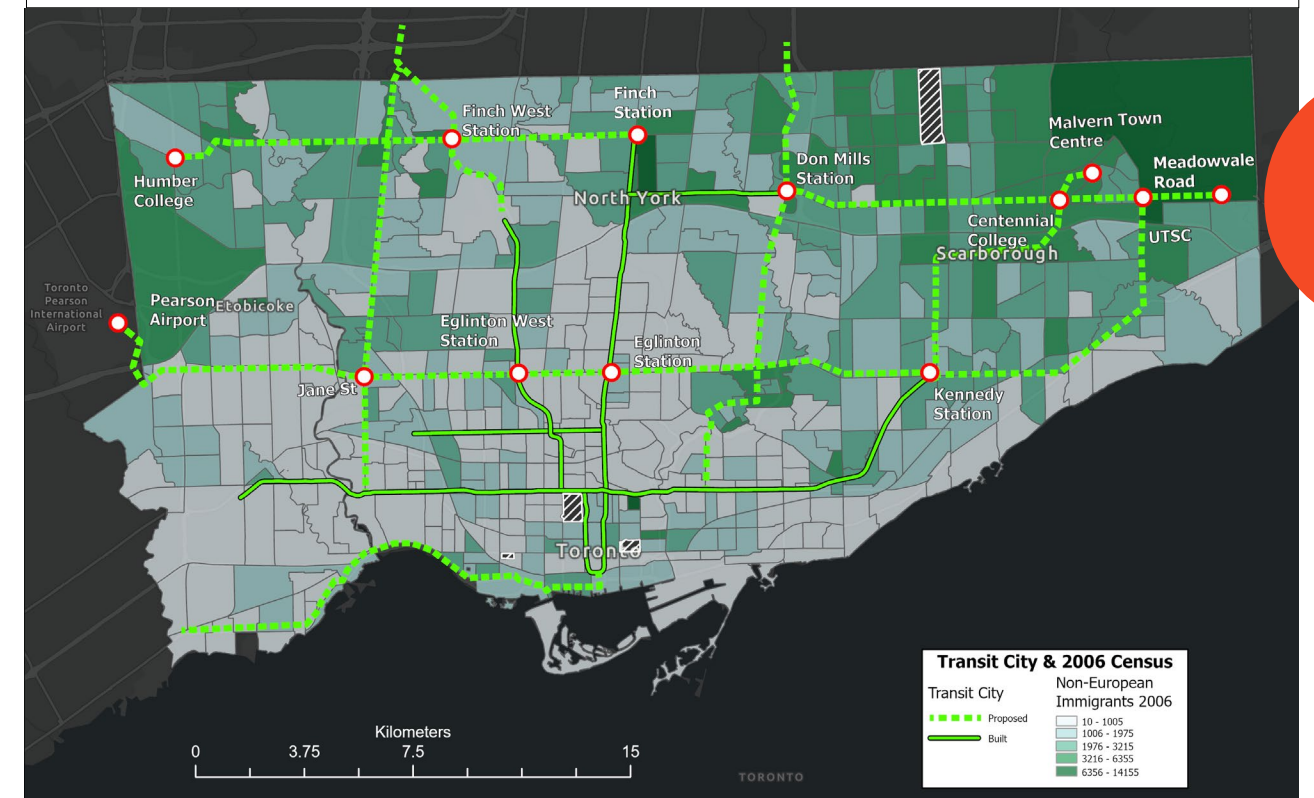 Finch
Station
Finch West
Station
Malvern Town
Centre
Don Mills
Station
Meadowvale
Road
Humber
College
North York
Centennial
College
UTSC
Scarborough
Toronto
Pearson
International
Airport
Pearson
Airport
Etobicoke
Eglinton West
Station
Eglinton
Station
Jane St
Kennedy
Station
Toronto
Transit City & 2006 Census
Transit City
Proposed
Built
Non-European
Immigrants 2006
10 - 1005
1006 - 1975
1976 - 3215
3216 - 6355
6356 - 14155
Kilometers
0 3.75 7.5 15
TORONTO